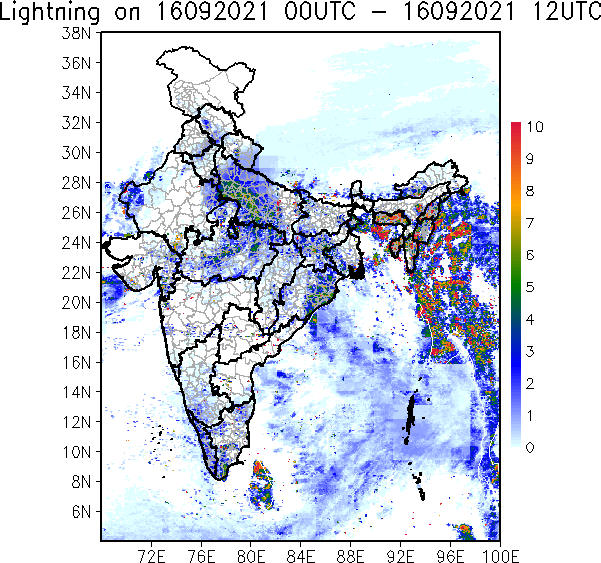 Lightning on 16092021 00UTC – 16092021 12UTC
38N
36N
34N
32N
30N
28N
26N
24N
22N
20N
18N
16N
14N
12N
10N
8N
6N
72E 76E 80E 84E 88E 92E 96E 100E
10
9
8
7
6
5
4
3
2
1
0